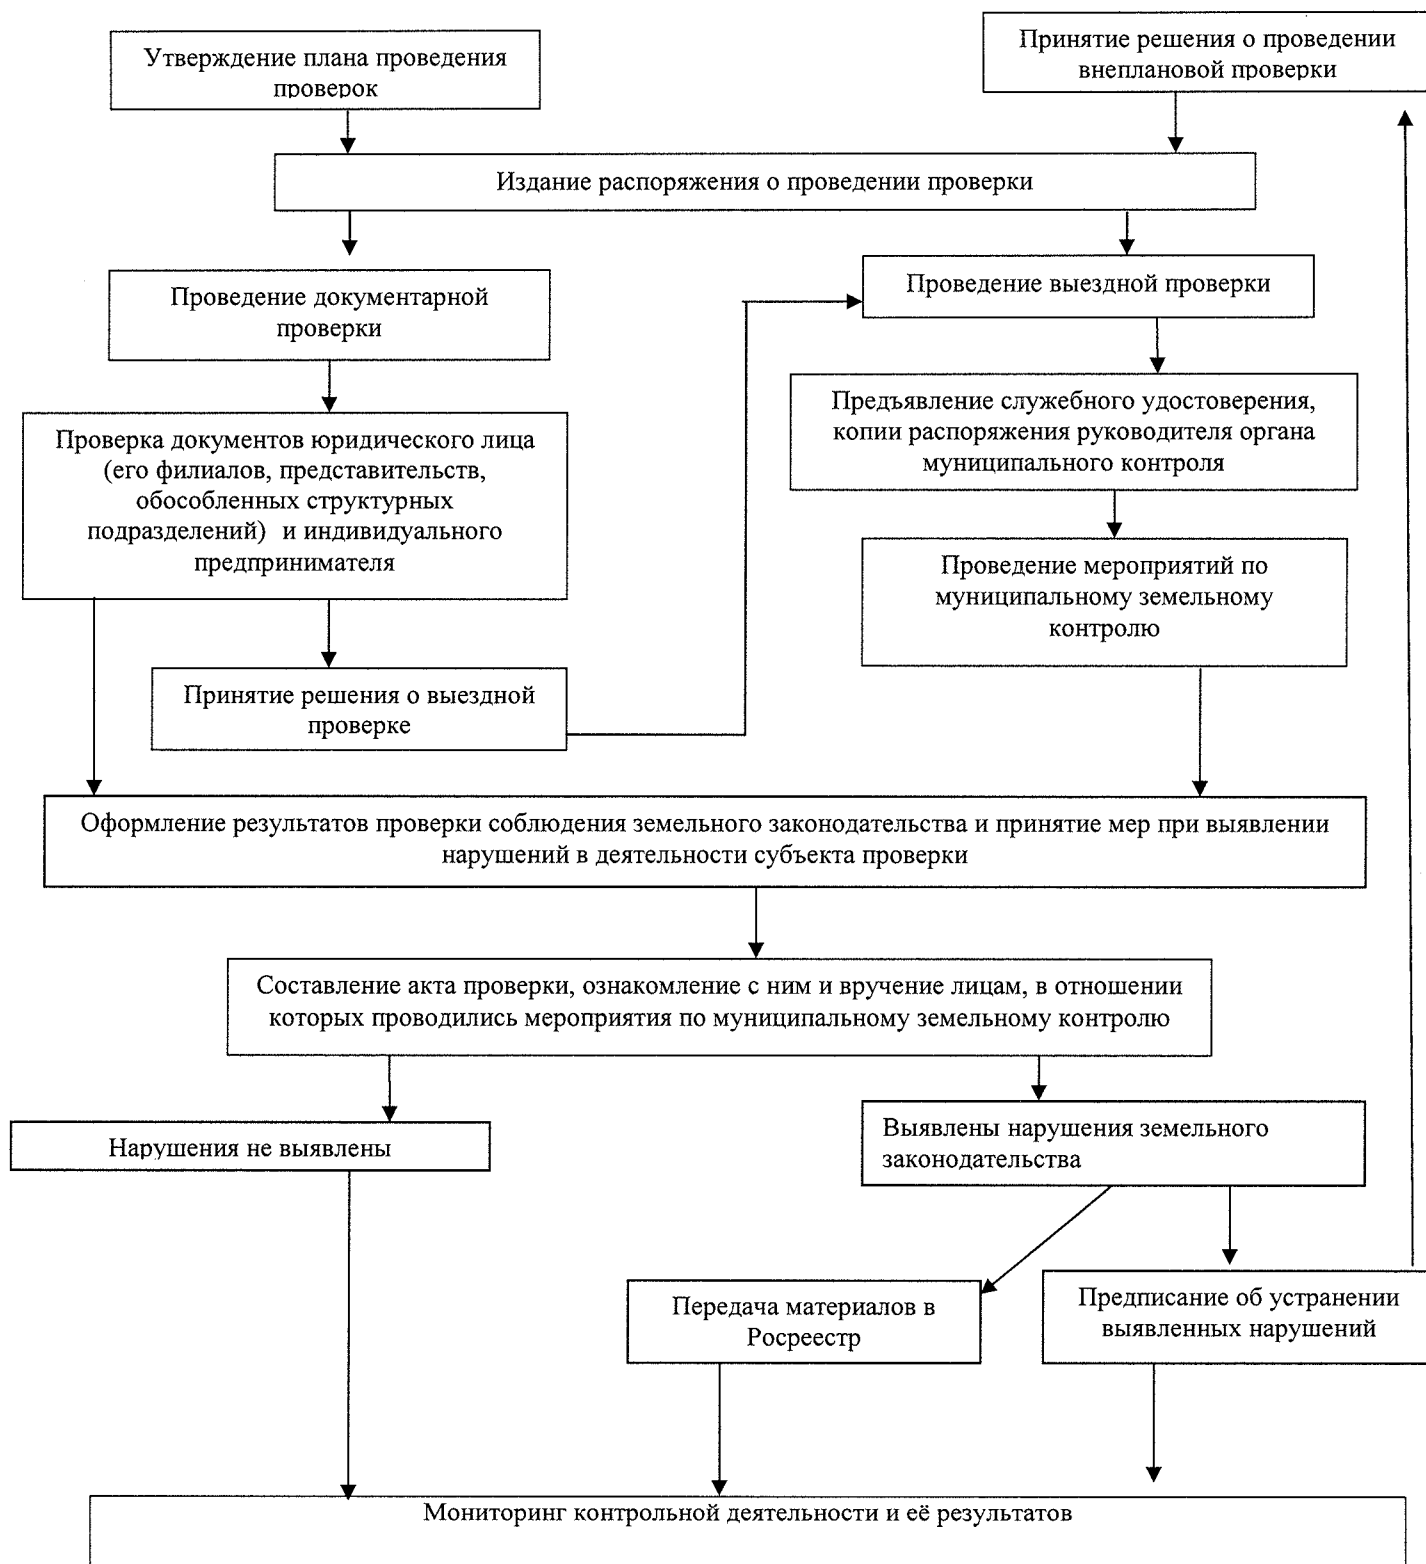 Утверждение плана проведения
проверок
Принятие решения о проведении
внеплановой проверки
Издание распоряжения о проведении проверки
Проведение документарной
проверки
Проведение выездной проверки
Проверка документов юридического лица
(его филиалов, представительств,
обособленных структурных
подразделений) и индивидуального
предпринимателя
Предъявление служебного удостоверения,
копии распоряжения руководителя органа
муниципального контроля
Проведение мероприятий по
муниципальному земельному
контролю
Принятие решения о выездной
проверке
Оформление результатов проверки соблюдения земельного законодательства и принятие мер при выявлении
нарушений в деятельности субъекта проверки
Составление акта проверки, ознакомление с ним и вручение лицам, в отношении
которых проводились мероприятия по муниципальному земельному контролю
Нарушения не выявлены
Выявлены нарушения земельного
законодательства
Передача материалов в
Росреестр
Предписание об устранении
выявленных нарушений
Мониторинг контрольной деятельности и её результатов